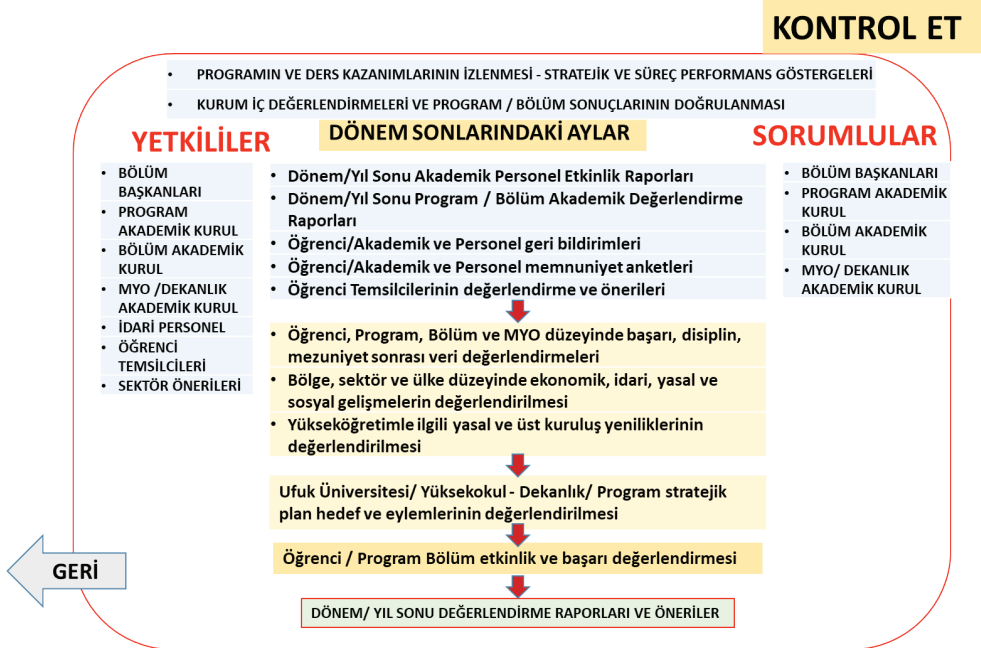 KONTROL ET
• PROGRAMIN VE DERS KAZANIMLARININ İZLENMESİ - STRATEJİK VE SÜREÇ PERFORMANS GÖSTERGELERİ
• KURUM İÇ DEĞERLENDİRMELERİ VE PROGRAM / BÖLÜM SONUÇLARININ DOĞRULANMASI
YETKİLİLER
• BÖLÜM
BAŞKANLARI
• PROGRAM
AKADEMİK KURUL
• BÖLÜM AKADEMİK
KURUL
• MYO /DEKANLIK
AKADEMİK KURUL
• İDARİ PERSONEL
• ÖĞRENCİ
TEMSİLCİLERİ
• SEKTÖR ÖNERİLERİ
DÖNEM SONLARINDAKİ AYLAR
• Dönem/Yıl Sonu Akademik Personel Etkinlik Raporları
• Dönem/Yıl Sonu Program / Bölüm Akademik Değerlendirme
Raporları
• Öğrenci/Akademik ve Personel geri bildirimleri
• Öğrenci/Akademik ve Personel memnuniyet anketleri
• Öğrenci Temsilcilerinin değerlendirme ve önerileri
• Öğrenci, Program, Bölüm ve MYO düzeyinde başarı, disiplin,
mezuniyet sonrası veri değerlendirmeleri
• Bölge, sektör ve ülke düzeyinde ekonomik, idari, yasal ve
sosyal gelişmelerin değerlendirilmesi
• Yükseköğretimle ilgili yasal ve üst kuruluş yeniliklerinin
değerlendirilmesi
Ufuk Üniversitesi/ Yüksekokul - Dekanlık/ Program stratejik
plan hedef ve eylemlerinin değerlendirilmesi
Öğrenci / Program Bölüm etkinlik ve başarı değerlendirmesi
DÖNEM/ YIL SONU DEĞERLENDİRME RAPORLARI VE ÖNERİLER
SORUMLULAR
• BÖLÜM BAŞKANLARI
• PROGRAM AKADEMİK
KURUL
• BÖLÜM AKADEMİK
KURUL
• MYO/ DEKANLIK
AKADEMİK KURUL
GERİ